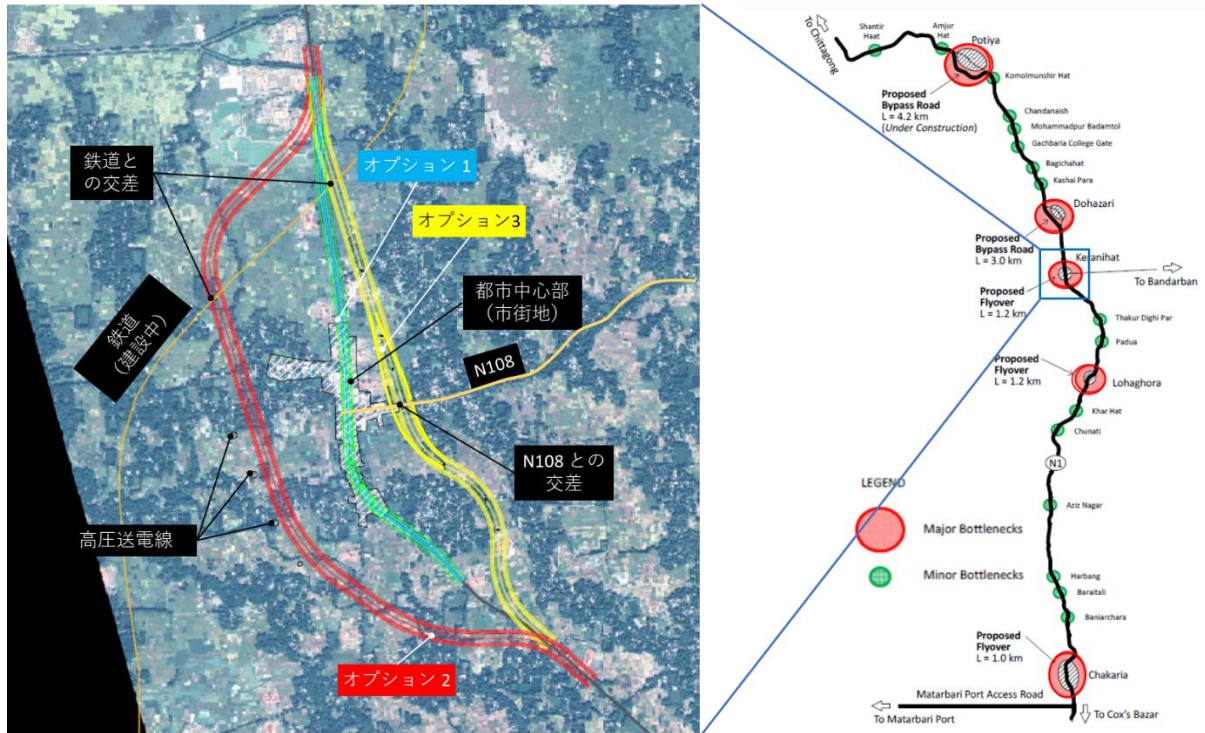 鉄道と
の交差
オプション 1
オプション3
都市中心部
（市街地）
鉄道
(建設中)
N108
N108 との
交差
高圧送電線
オプション 2
To Chittagong
Shantir
Haat
Amjur
Hat
Potiya
Komolmunshir Hat
Proposed
Bypass Road
L = 4.2 km
(Under Construction)
Chandanaish
Mohammadpur Badamtol
Gachbaria College Gate
Bagichahat
Kashai Para
Dohazari
Proposed
Bypass Road
L = 3.0 km
Keranihat
To Bandarban
Proposed
Flyover
L = 1.2 km
Thakur Dighi Par
Padua
Proposed
Flyover
L = 1.2 km
Lohaghora
Khar Hat
Chunati
N1
LEGEND
Major Bottlenecks
Minor Bottlenecks
Aziz Nagar
Harbang
Baraitali
Baniarchara
Proposed
Flyover
L = 1.0 km
Chakaria
Matarbari Port Access Road
To Matarbari Port
To Cox's Bazar